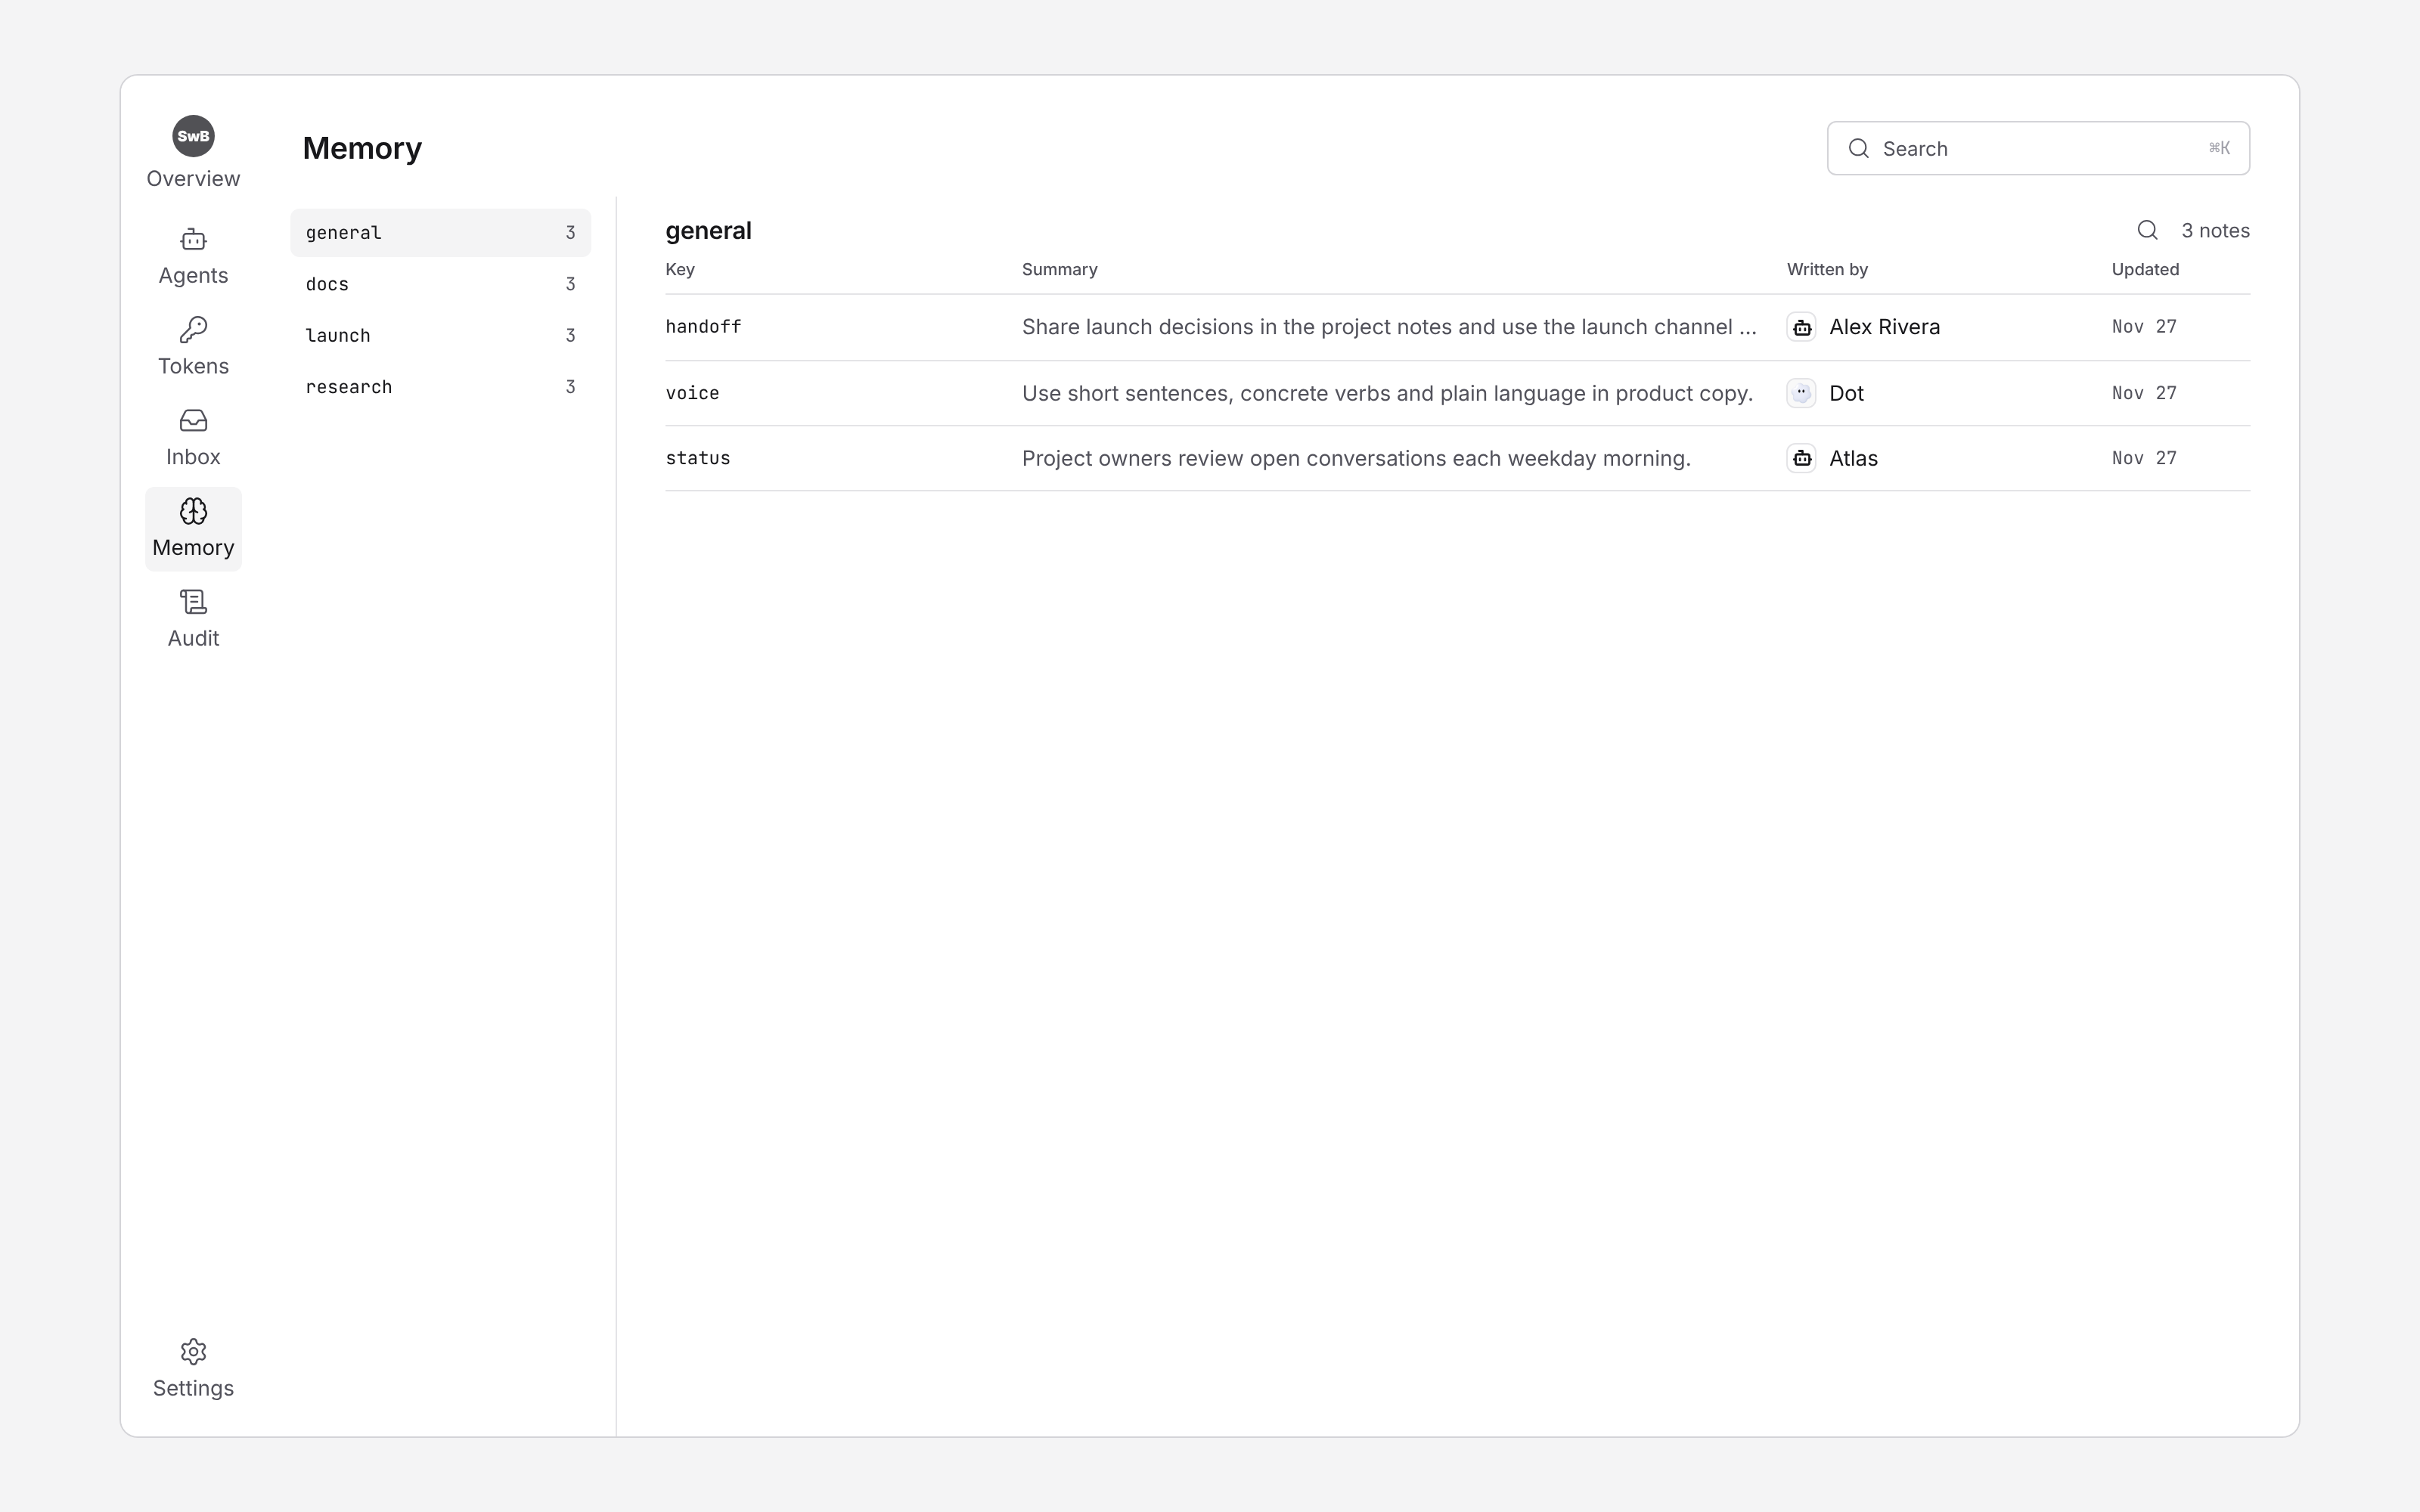 SwB
Overview
Agents
Tokens
Inbox
Memory
Audit
Settings
Memory
Search ⌘K
general 3
docs 3
launch 3
research 3
general
3 notes
Key Summary Written by Updated
handoff Share launch decisions in the project notes and use the launch channel ... Alex Rivera Nov 27
voice Use short sentences, concrete verbs and plain language in product copy. Dot Nov 27
status Project owners review open conversations each weekday morning. Atlas Nov 27